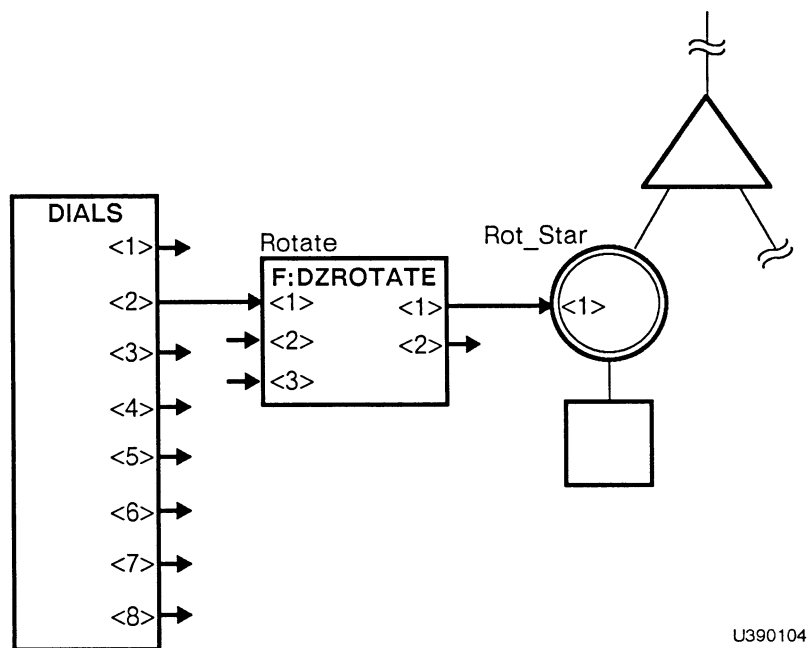 DIALS
<1>
<2>
<3>
<4>
<5>
<6>
<7>
<8>
Rotate
F:DZROTATE
<1> <1>
<2> <2>
<3>
Rot_Star
<1>
U390104